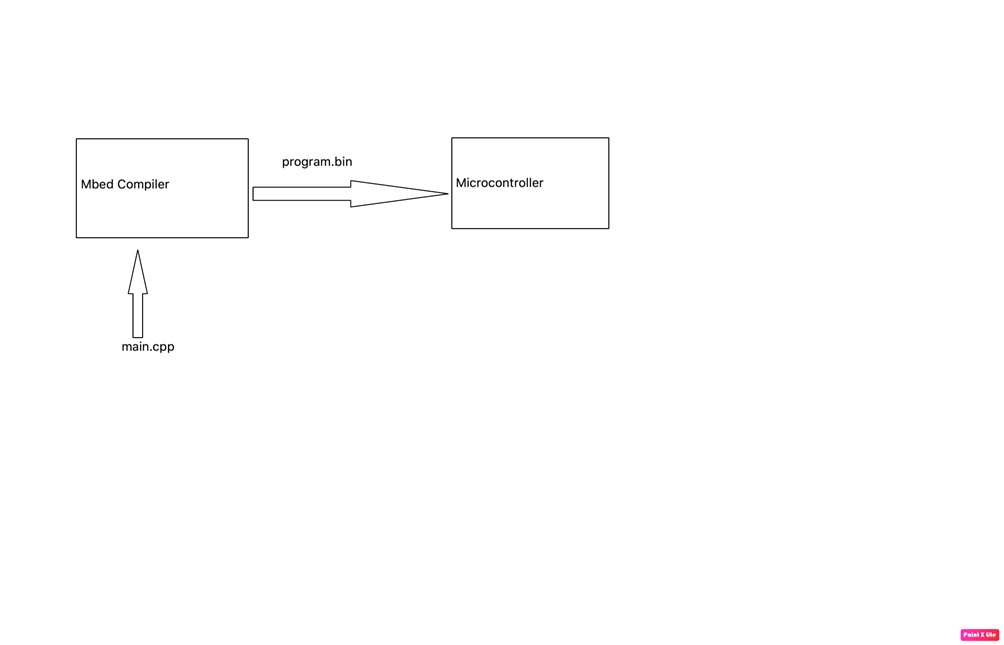 program.bin
Mbed Compiler
Microcontroller
main.cpp
Paint X Lite